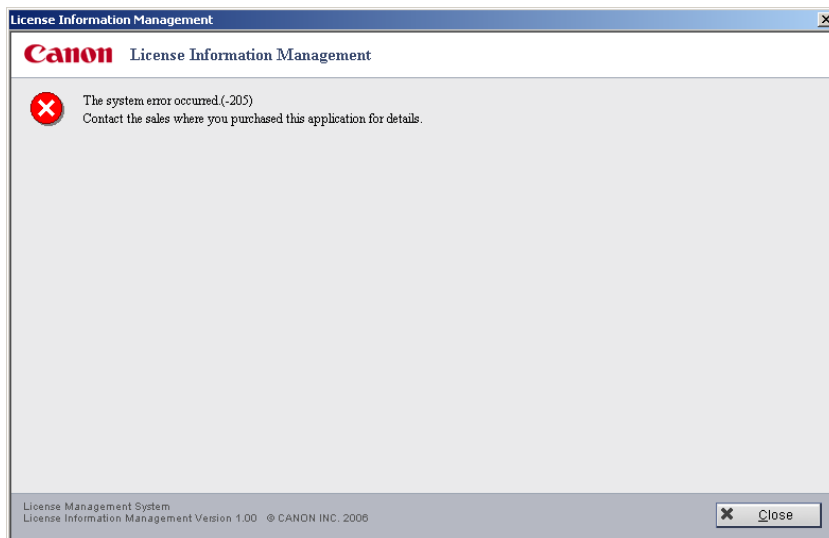 License Information Management
Canon License Information Management
The system error occurred.(-205)
Contact the sales where you purchased this application for details.
License Management System
License Information Management Version 1.00 © CANON INC. 2006
Close